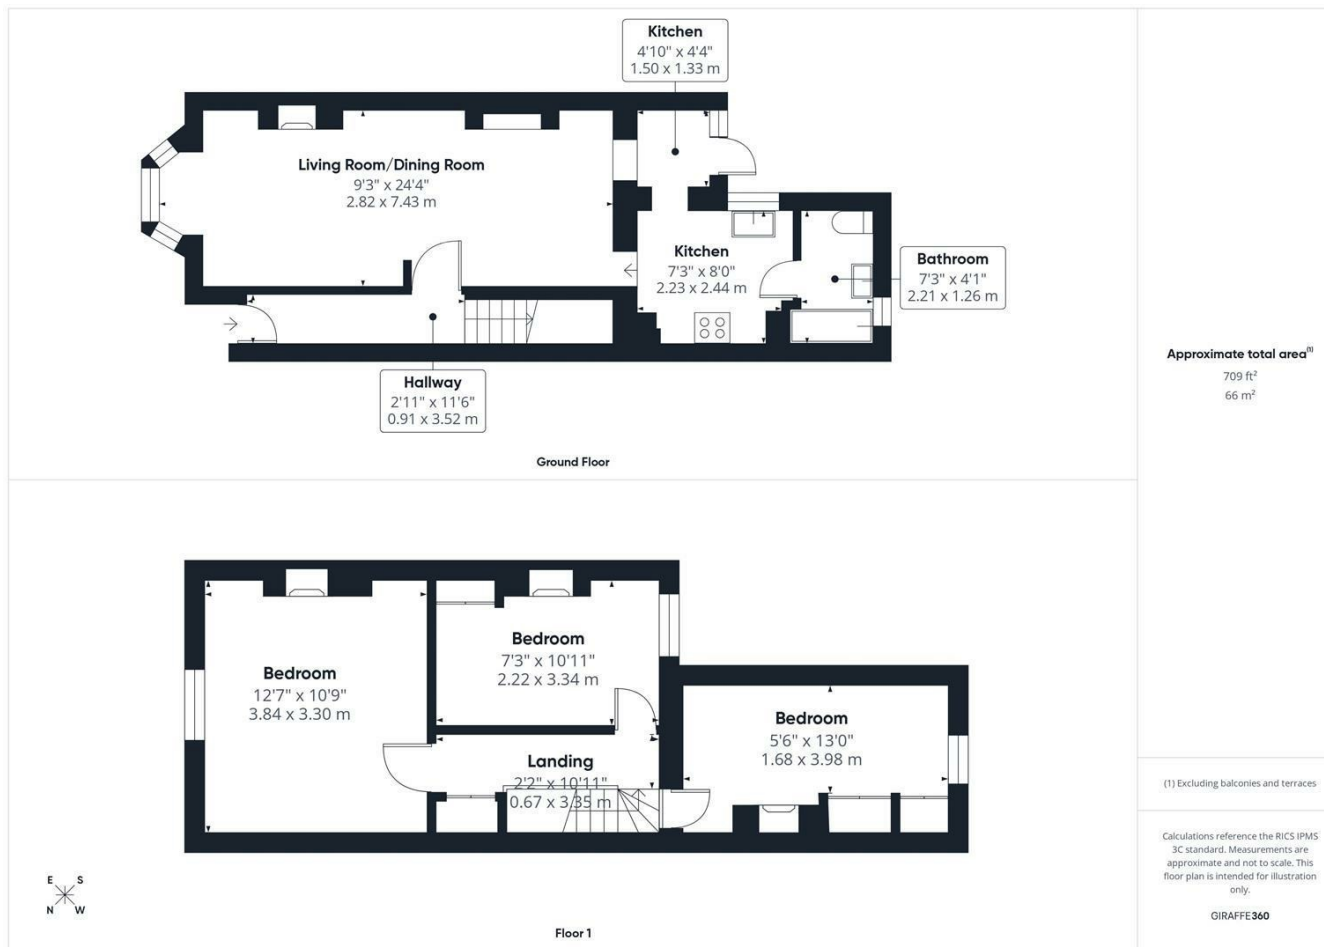 Kitchen
4'10" x 4'4"
1.50 x 1.33 m
Living Room/Dining Room
9'3" x 24'4"
2.82 x 7.43 m
Kitchen
7'3" x 8'0"
2.23 x 2.44 m
Bathroom
7'3" x 4'1"
2.21 x 1.26 m
Hallway
2'11" x 11'6"
0.91 x 3.52 m
Ground Floor
Approximate total area(1)
709 ft²
66 m²
Bedroom
12'7" x 10'9"
3.84 x 3.30 m
Bedroom
7'3" x 10'11"
2.22 x 3.34 m
Landing
2'2" x 10'11"
0.67 x 3.35 m
Bedroom
5'6" x 13'0"
1.68 x 3.98 m
E S
N W
Floor 1
(1) Excluding balconies and terraces
Calculations reference the RICS IPMS
3C standard. Measurements are
approximate and not to scale. This
floor plan is intended for illustration
only.
GIRAFFE360